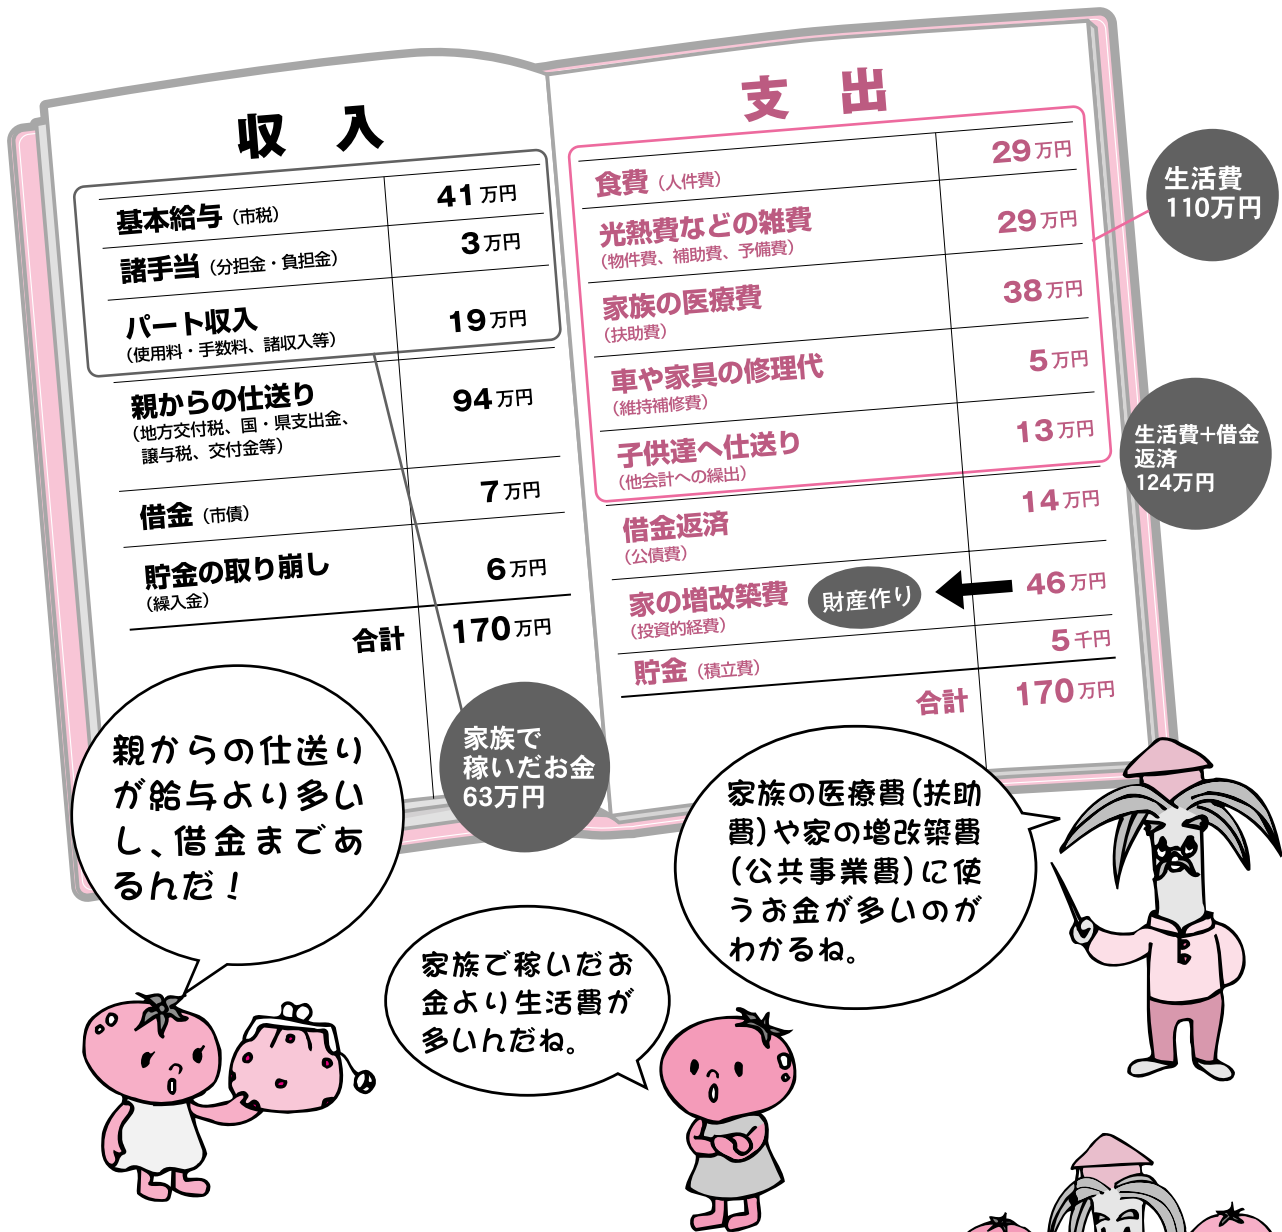 収 入
基本給与（市税） 41万円
諸手当（分担金・負担金） 3万円
パート収入 19万円
（使用料・手数料、諸収入等）
親からの仕送り 94万円
（地方交付税、国・県支出金、
譲与税、交付金等）
借金（市債） 7万円
貯金の取り崩し 6万円
（繰入金）
合計 170万円
家族で
稼いだお金
63万円
支 出
食費（人件費） 29万円
光熱費などの雑費 29万円
（物件費、補助費、予備費）
家族の医療費 38万円
（扶助費）
車や家具の修理代 5万円
（維持補修費）
子供達へ仕送り 13万円
（他会計への繰出）
借金返済 14万円
（公債費）
家の増改築費 財産作り 46万円
（投資的経費）
貯金（積立費） 5千円
合計 170万円
生活費
110万円
生活費+借金
返済
124万円
親からの仕送り
が給与より多い
し、借金まであ
るんだ！
家族で稼いだお
金より生活費が
多いんだね。
家族の医療費（扶助
費）や家の増改築費
（公共事業費）に使
うお金が多いのが
わかるね。